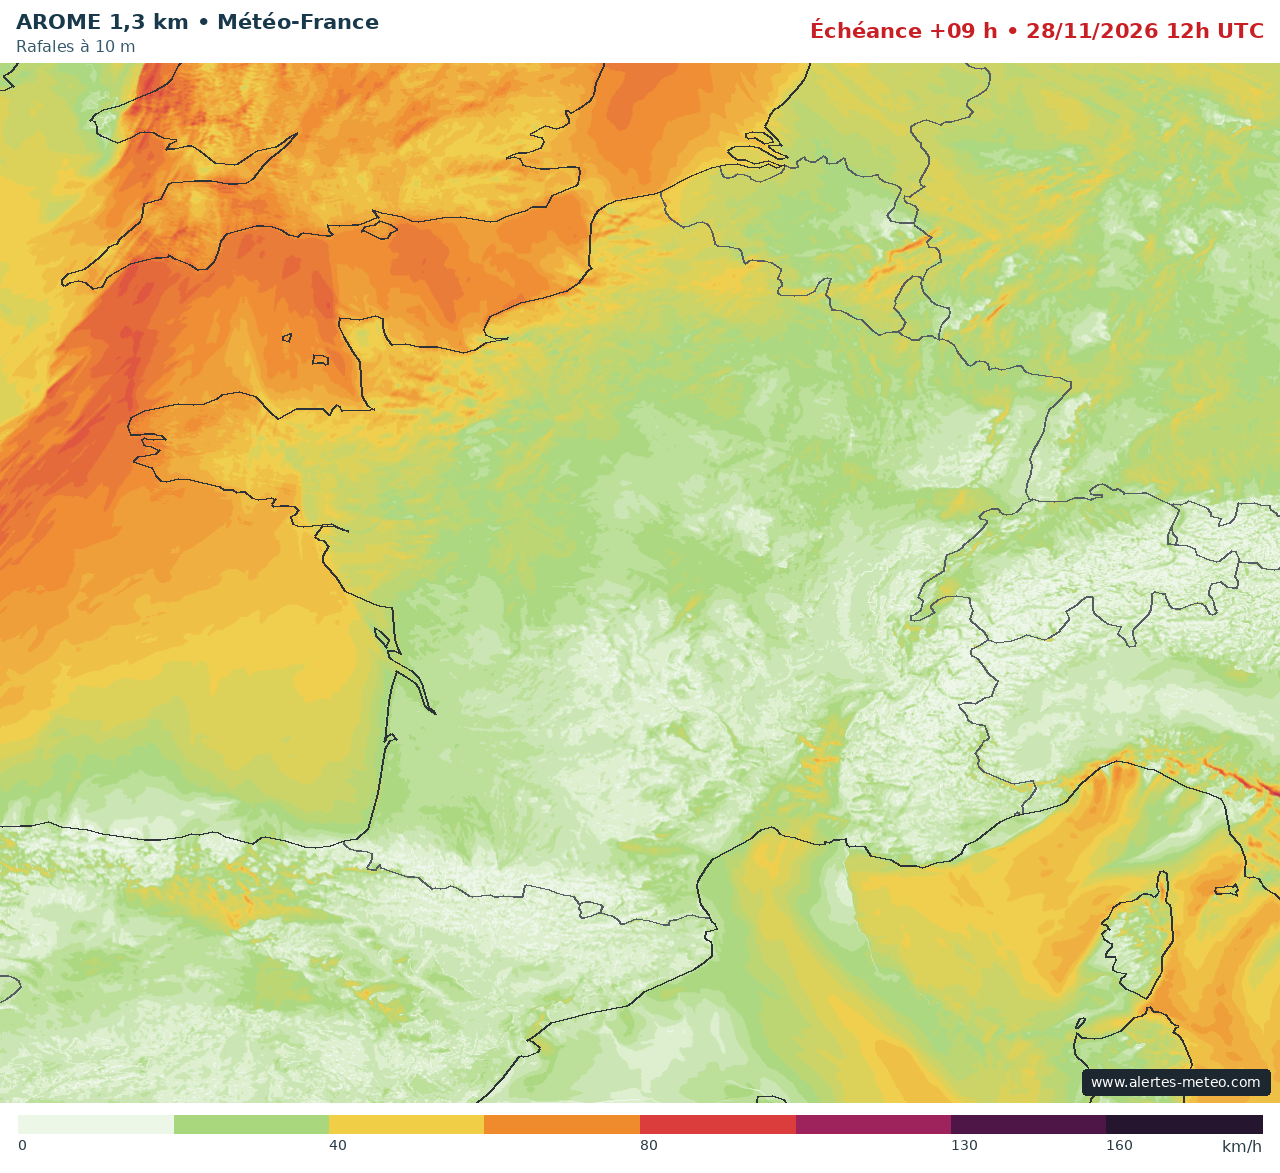 AROME 1,3 km • Météo-France
Rafales à 10 m
Échéance +09 h • 28/11/2026 12h UTC
www.alertes-meteo.com
0 40 80 130 160 km/h